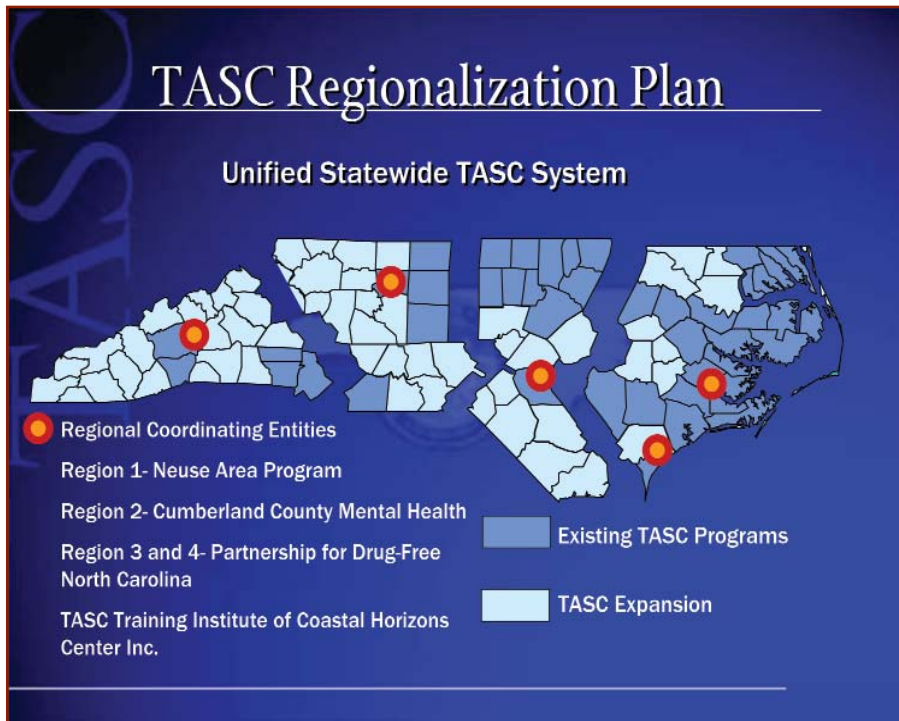 TASC
TASC Regionalization Plan
Unified Statewide TASC System
Regional Coordinating Entities
Region 1- Neuse Area Program
Region 2- Cumberland County Mental Health
Region 3 and 4- Partnership for Drug-Free
North Carolina
TASC Training Institute of Coastal Horizons
Center Inc.
Existing TASC Programs
TASC Expansion